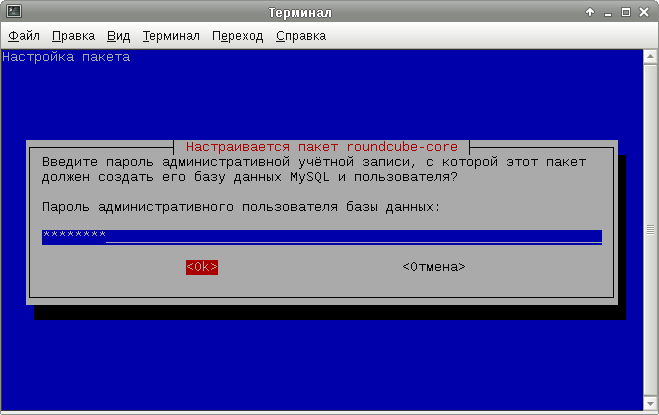 Терминал
Файл Правка Вид Терминал Переход Справка
Настройка пакета
Настраивается пакет roundcube-core
Введите пароль административной учётной записи, с которой этот пакет
должен создать его базу данных MySQL и пользователя?
Пароль административного пользователя базы данных:
********
<Ok> <Отмена>